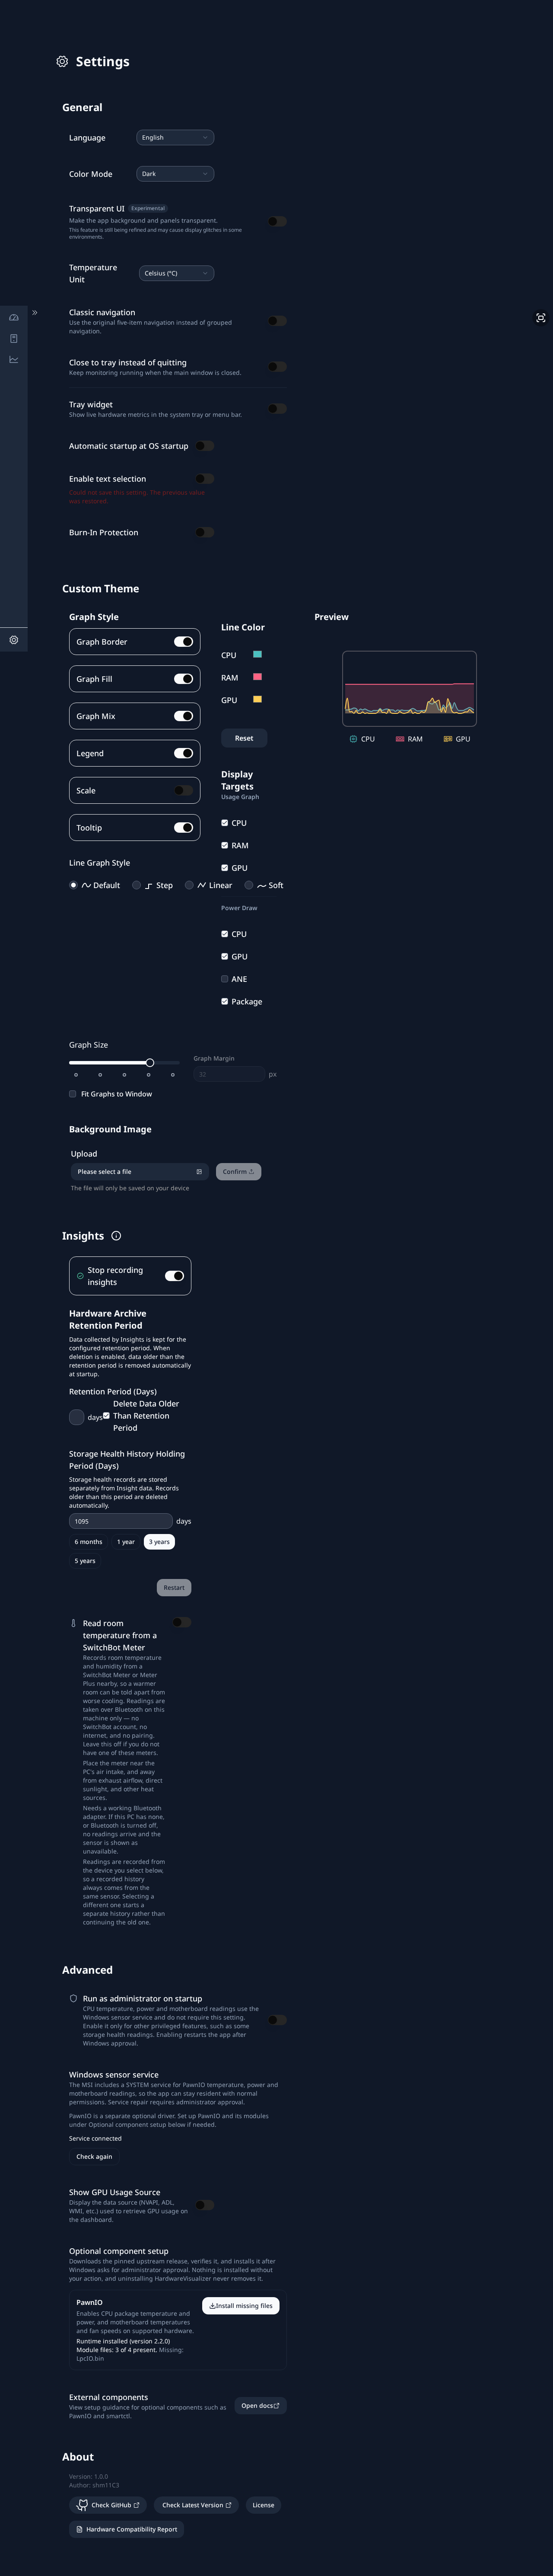 Settings
General
Language
English
Color Mode
Dark
Transparent UI
Experimental
Make the app background and panels transparent.
This feature is still being refined and may cause display glitches in some
environments.
Temperature
Unit
Celsius (°C)
Classic navigation
Use the original five-item navigation instead of grouped
navigation.
Close to tray instead of quitting
Keep monitoring running when the main window is closed.
Tray widget
Show live hardware metrics in the system tray or menu bar.
Automatic startup at OS startup
Enable text selection
Could not save this setting. The previous value
was restored.
Burn-In Protection
Custom Theme
Graph Style
Graph Border
Graph Fill
Graph Mix
Legend
Scale
Tooltip
Line Graph Style
Default
Step
Linear
Soft
Line Color
CPU
RAM
GPU
Reset
Display
Targets
Usage Graph
CPU
RAM
GPU
Power Draw
CPU
GPU
ANE
Package
Preview
CPU
RAM
GPU
Graph Size
Graph Margin
32
px
Fit Graphs to Window
Background Image
Upload
Please select a file
Confirm
The file will only be saved on your device
Insights
Stop recording
insights
Hardware Archive
Retention Period
Data collected by Insights is kept for the
configured retention period. When
deletion is enabled, data older than the
retention period is removed automatically
at startup.
Retention Period (Days)
days
Delete Data Older
Than Retention
Period
Storage Health History Holding
Period (Days)
Storage health records are stored
separately from Insight data. Records
older than this period are deleted
automatically.
1095
days
6 months
1 year
3 years
5 years
Restart
Read room
temperature from a
SwitchBot Meter
Records room temperature
and humidity from a
SwitchBot Meter or Meter
Plus nearby, so a warmer
room can be told apart from
worse cooling. Readings are
taken over Bluetooth on this
machine only — no
SwitchBot account, no
internet, and no pairing.
Leave this off if you do not
have one of these meters.
Place the meter near the
PC's air intake, and away
from exhaust airflow, direct
sunlight, and other heat
sources.
Needs a working Bluetooth
adapter. If this PC has none,
or Bluetooth is turned off,
no readings arrive and the
sensor is shown as
unavailable.
Readings are recorded from
the device you select below,
so a recorded history
always comes from the
same sensor. Selecting a
different one starts a
separate history rather than
continuing the old one.
Advanced
Run as administrator on startup
CPU temperature, power and motherboard readings use the
Windows sensor service and do not require this setting.
Enable it only for other privileged features, such as some
storage health readings. Enabling restarts the app after
Windows approval.
Windows sensor service
The MSI includes a SYSTEM service for PawnIO temperature, power and
motherboard readings, so the app can stay resident with normal
permissions. Service repair requires administrator approval.
PawnIO is a separate optional driver. Set up PawnIO and its modules
under Optional component setup below if needed.
Service connected
Check again
Show GPU Usage Source
Display the data source (NVAPI, ADL,
WMI, etc.) used to retrieve GPU usage on
the dashboard.
Optional component setup
Downloads the pinned upstream release, verifies it, and installs it after
Windows asks for administrator approval. Nothing is installed without
your action, and uninstalling HardwareVisualizer never removes it.
PawnIO
Enables CPU package temperature and
power, and motherboard temperatures
and fan speeds on supported hardware.
Runtime installed (version 2.2.0)
Module files: 3 of 4 present. Missing:
LpcIO.bin
Install missing files
External components
View setup guidance for optional components such as
PawnIO and smartctl.
Open docs
About
Version: 1.0.0
Author: shm11C3
Check GitHub
Check Latest Version
License
Hardware Compatibility Report